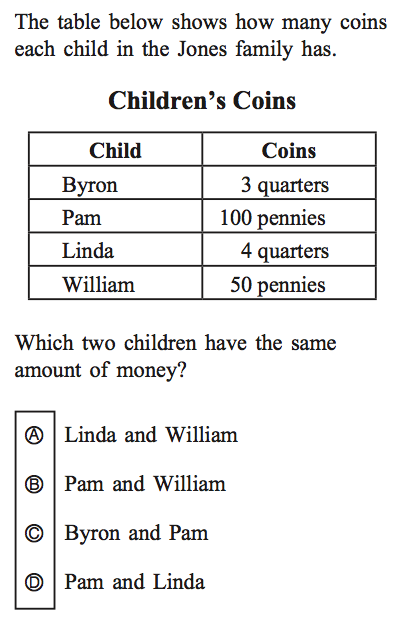 The table below shows how many coins
each child in the Jones family has.
Children's Coins
Child Coins
Byron 3 quarters
Pam 100 pennies
Linda 4 quarters
William 50 pennies
Which two children have the same
amount of money?
Ⓐ Linda and William
Ⓑ Pam and William
Ⓒ Byron and Pam
Ⓓ Pam and Linda